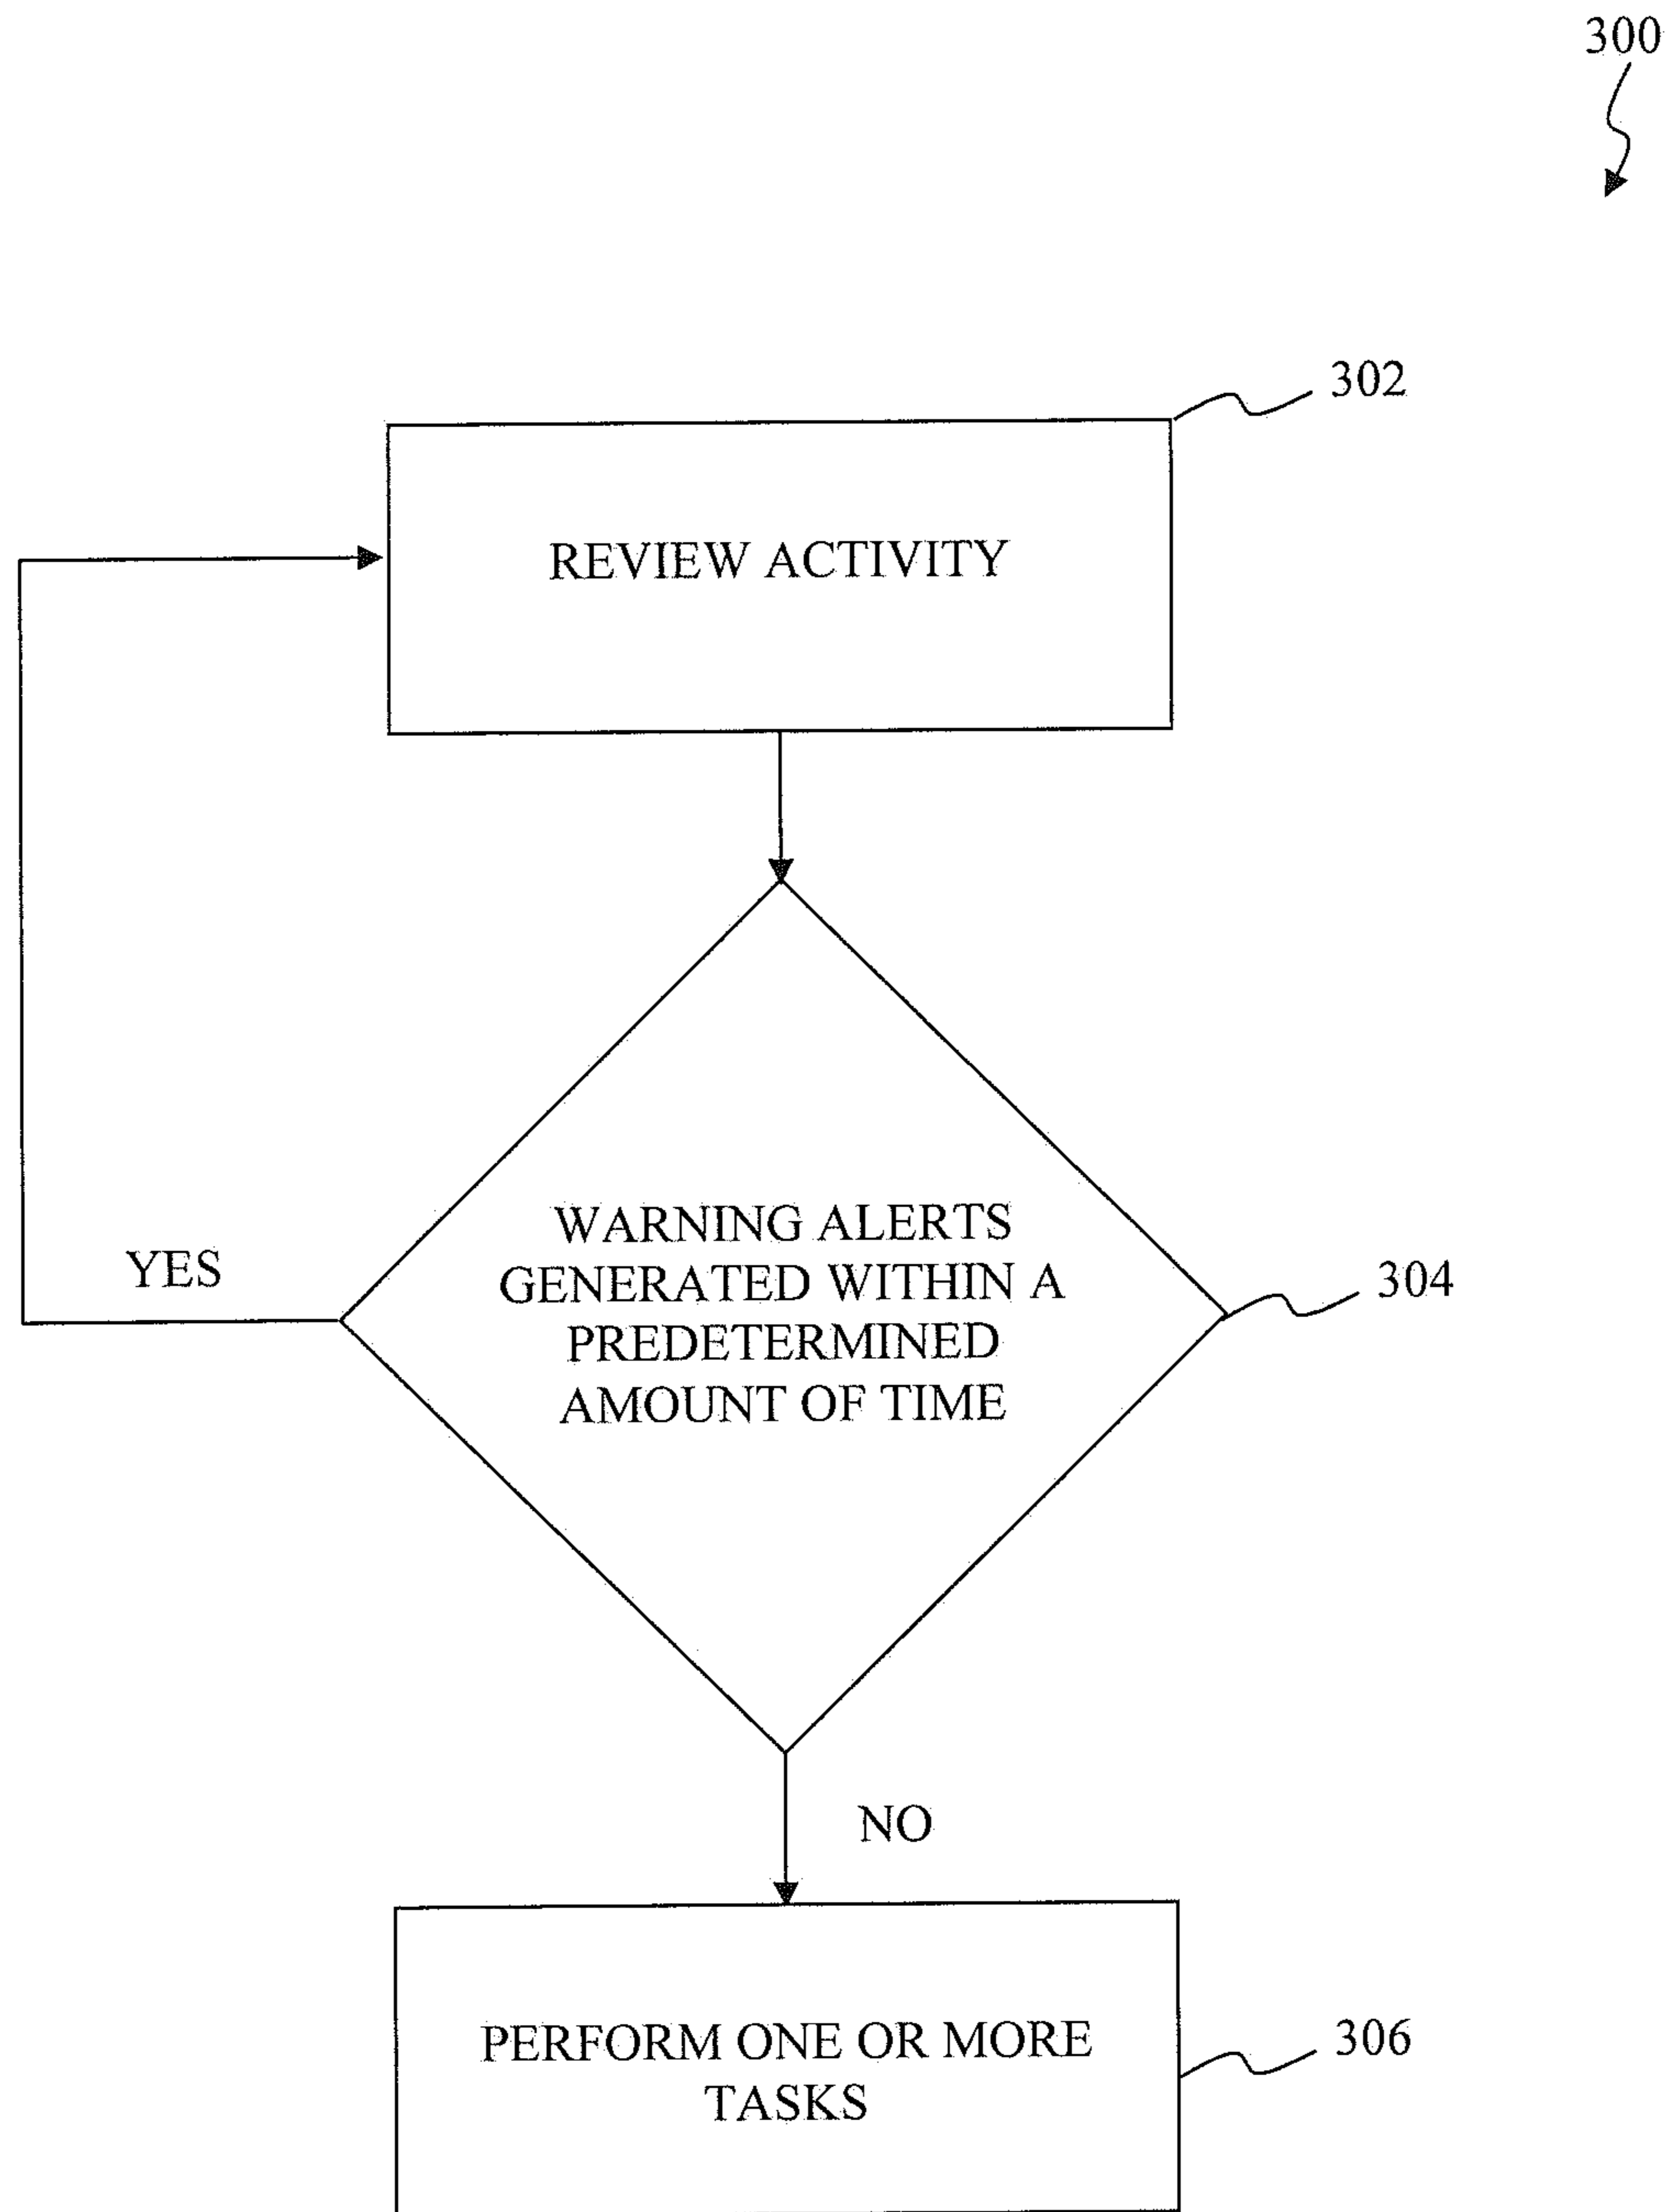 300
302
REVIEW ACTIVITY
WARNING ALERTS
GENERATED WITHIN A
PREDETERMINED
AMOUNT OF TIME
YES
304
NO
PERFORM ONE OR MORE
TASKS
306